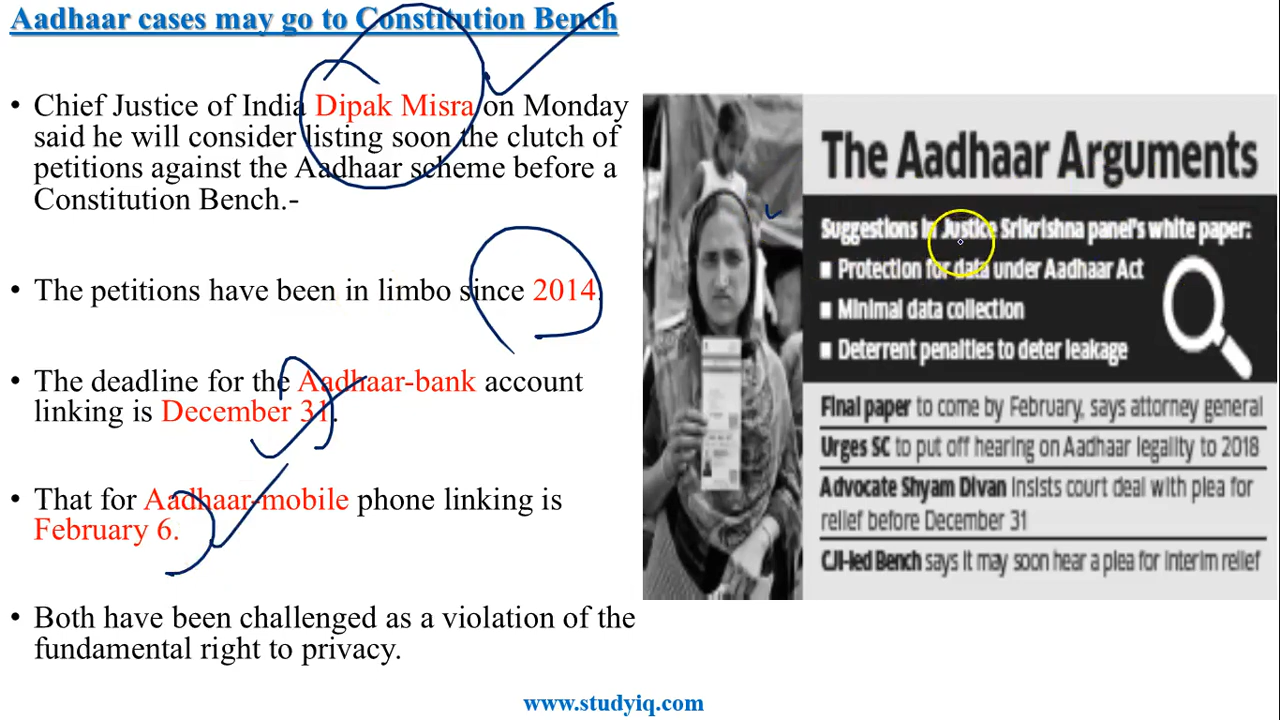 Aadhaar cases may go to Constitution Bench
• Chief Justice of India Dipak Misra on Monday
said he will consider listing soon the clutch of
petitions against the Aadhaar scheme before a
Constitution Bench.-
• The petitions have been in limbo since 2014.
• The deadline for the Aadhaar-bank account
linking is December 31.
• That for Aadhaar-mobile phone linking is
February 6.
• Both have been challenged as a violation of the
fundamental right to privacy.
The Aadhaar Arguments
Suggestions in Justice Srikrishna panel's white paper:
■ Protection for data under Aadhaar Act
■ Minimal data collection
■ Deterrent penalties to deter leakage
Final paper to come by February, says attorney general
Urges SC to put off hearing on Aadhaar legality to 2018
Advocate Shyam Divan insists court deal with plea for
relief before December 31
CJI-led Bench says it may soon hear a plea for interim relief
www.studyiq.com